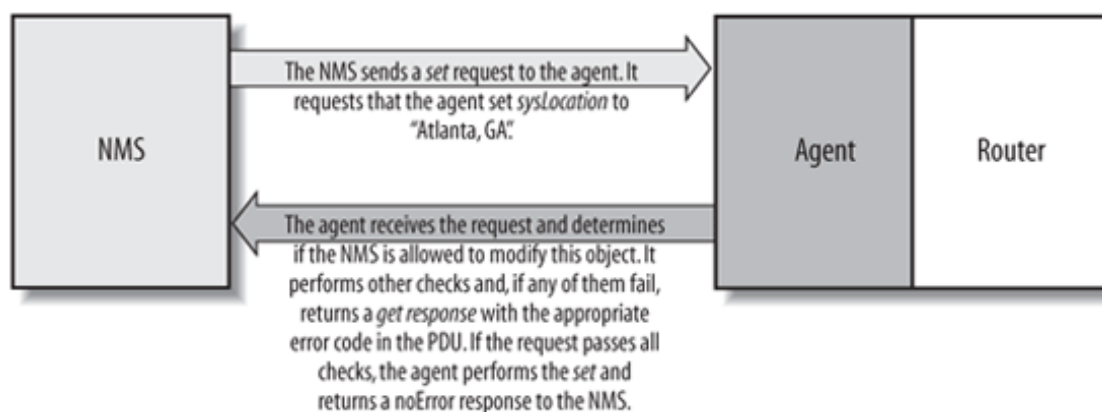 The NMS sends a set request to the agent. It
requests that the agent set sysLocation to
"Atlanta, GA".
NMS
Agent
Router
The agent receives the request and determines
if the NMS is allowed to modify this object. It
performs other checks and, if any of them fail,
returns a get response with the appropriate
error code in the PDU. If the request passes all
checks, the agent performs the set and
returns a noError response to the NMS.